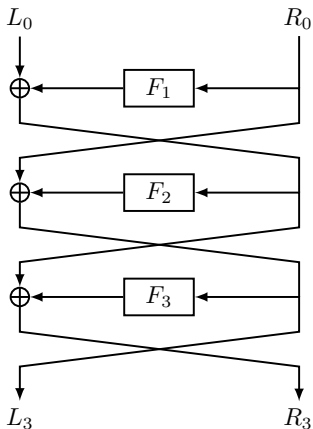 L₀ R₀
F₁
F₂
F₃
L₃ R₃